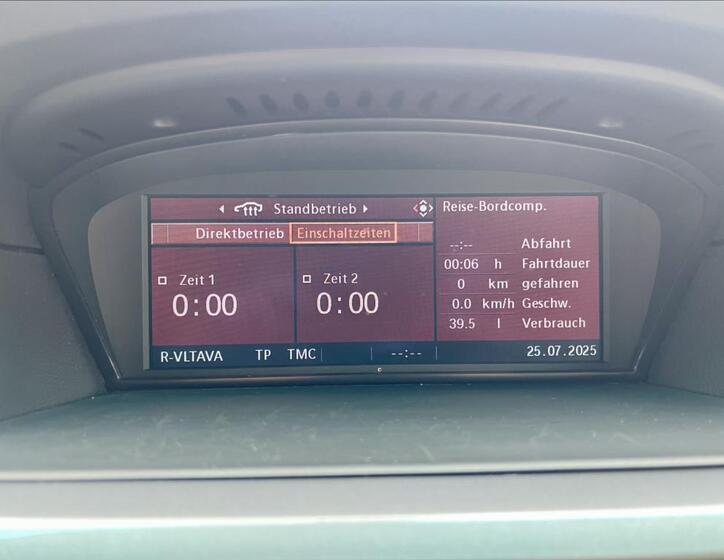 Standbetrieb
Reise-Bordcomp.
Direktbetrieb Einschaltzeiten
--:-- Abfahrt
00:06 h Fahrtdauer
0 km gefahren
0.0 km/h Geschw.
39.5 l Verbrauch
Zeit 1
0:00
Zeit 2
0:00
R-VLTAVA TP TMC --:-- 25.07.2025